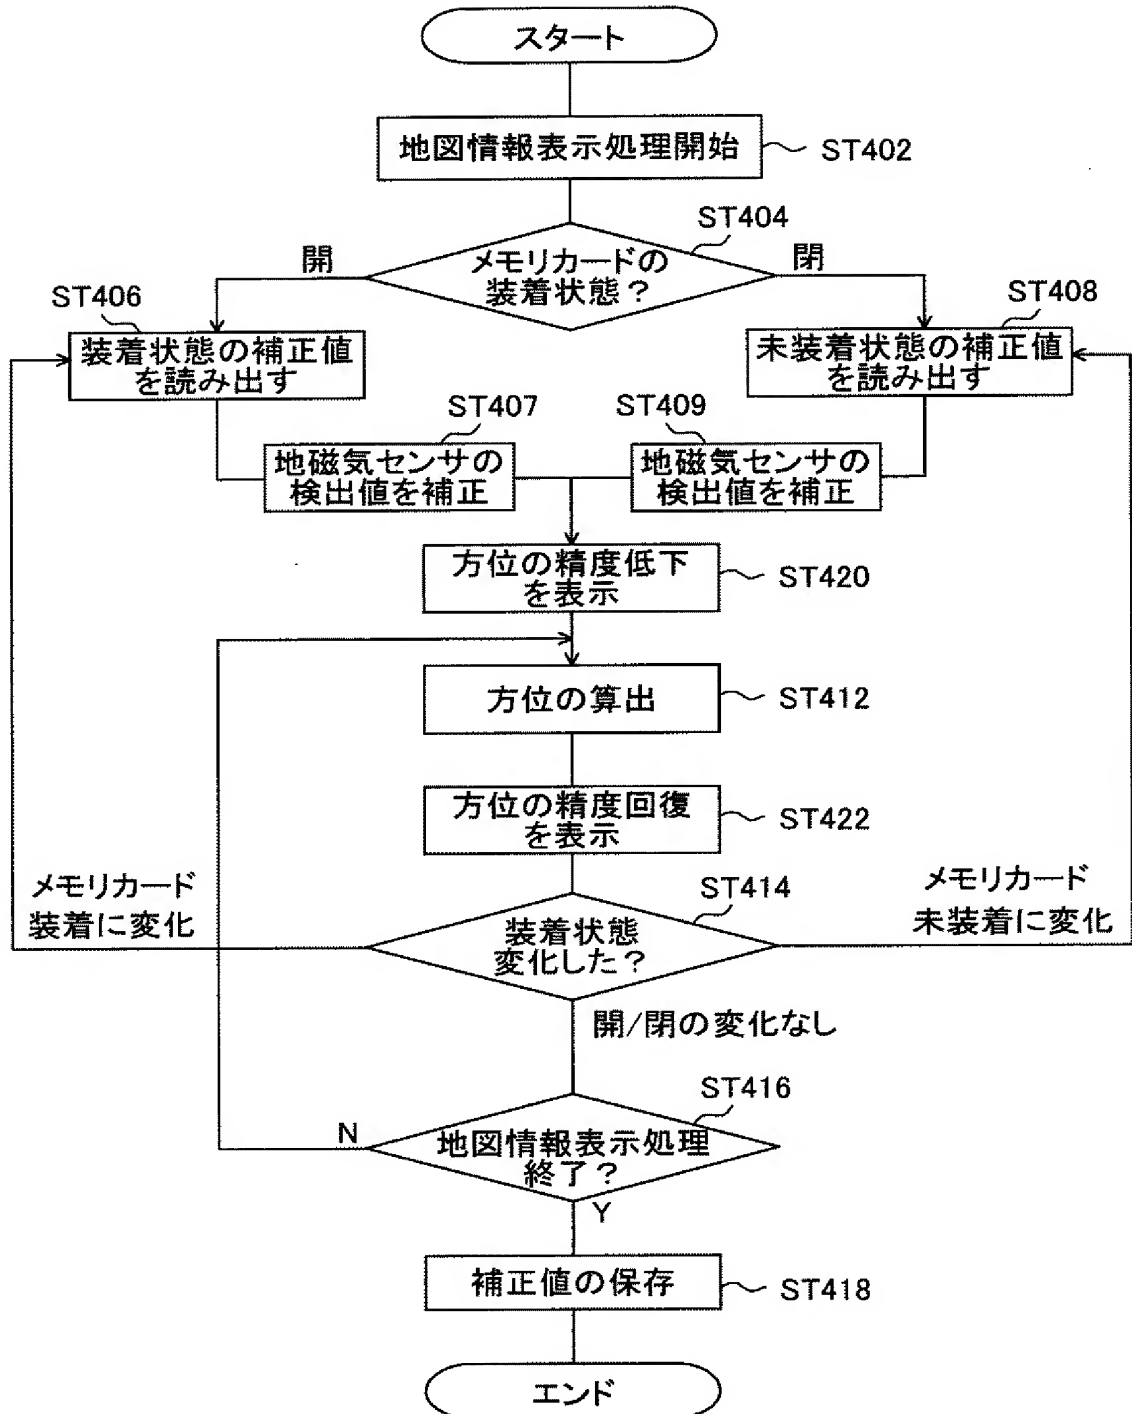 スタート
地図情報表示処理開始
ST402
ST404
メモリカードの
装着状態?
開
閉
ST406
装着状態の補正値
を読み出す
ST408
未装着状態の補正値
を読み出す
ST407
地磁気センサの
検出値を補正
ST409
地磁気センサの
検出値を補正
方位の精度低下
を表示
ST420
方位の算出
ST412
方位の精度回復
を表示
ST422
メモリカード
装着に変化
ST414
装着状態
変化した?
メモリカード
未装着に変化
開/閉の変化なし
ST416
N
地図情報表示処理
終了?
Y
補正値の保存
ST418
エンド